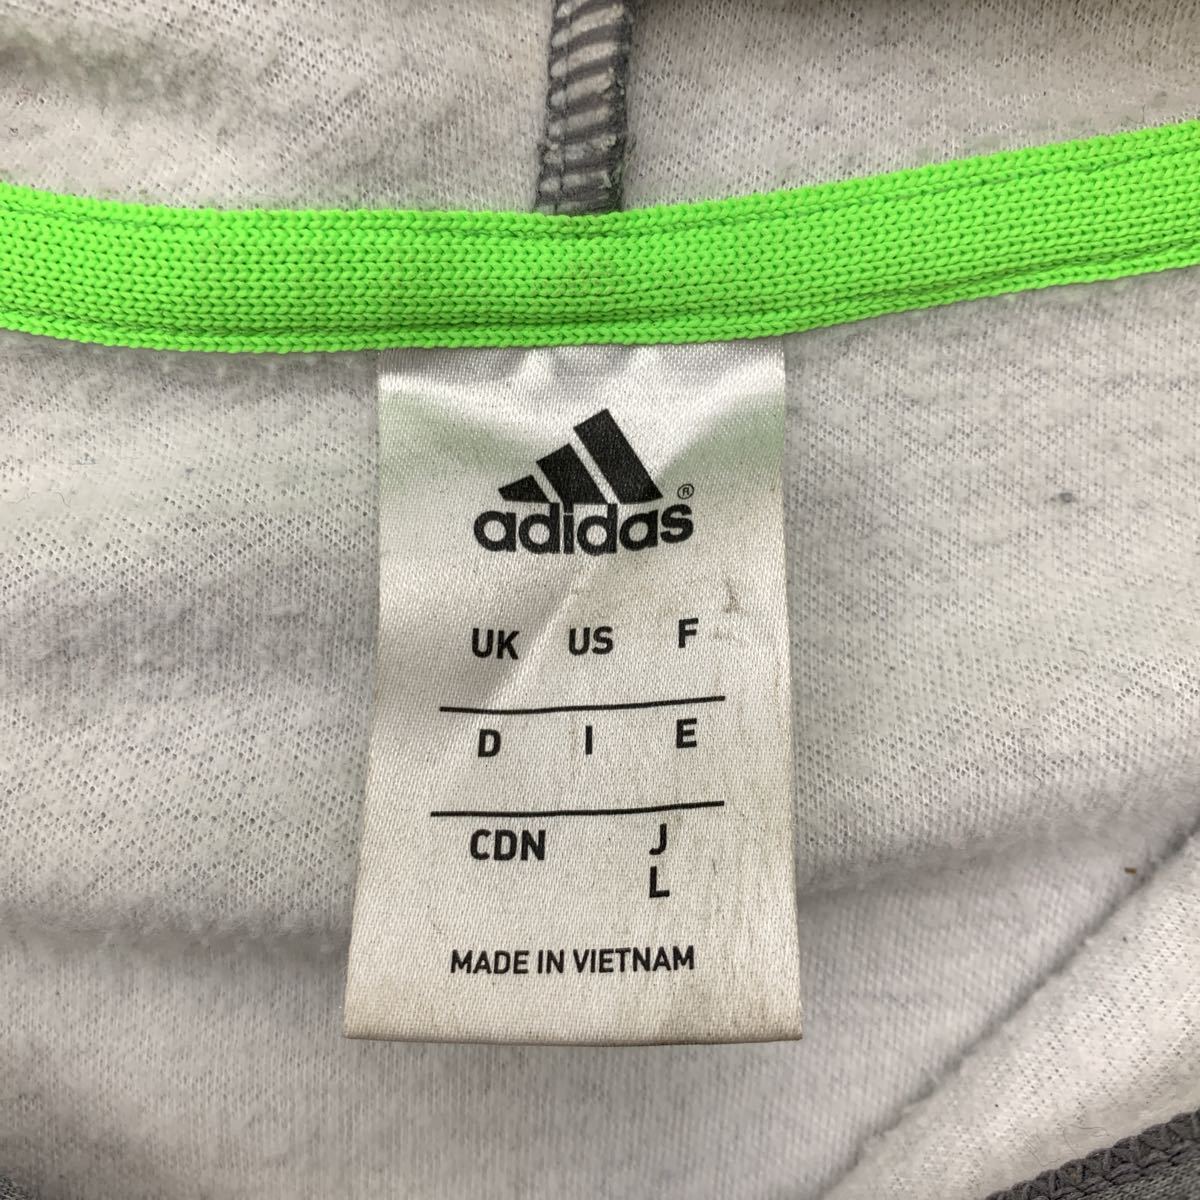 adidas®
UK US F
D I E
CDN J
L
MADE IN VIETNAM